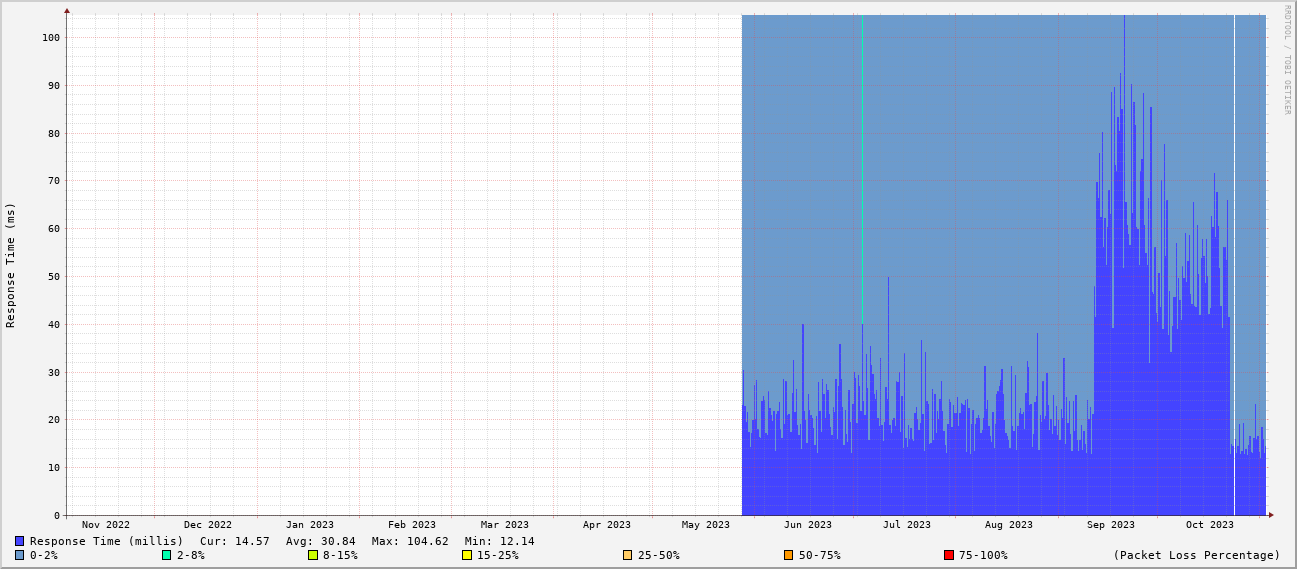 RRDTOOL / TOBI OETIKER
Response Time (ms)
100
90
80
70
60
50
40
30
20
10
0
Nov 2022 Dec 2022 Jan 2023 Feb 2023 Mar 2023 Apr 2023 May 2023 Jun 2023 Jul 2023 Aug 2023 Sep 2023 Oct 2023
Response Time (millis) Cur: 14.57 Avg: 30.84 Max: 104.62 Min: 12.14
0-2% 2-8% 8-15% 15-25% 25-50% 50-75% 75-100% (Packet Loss Percentage)